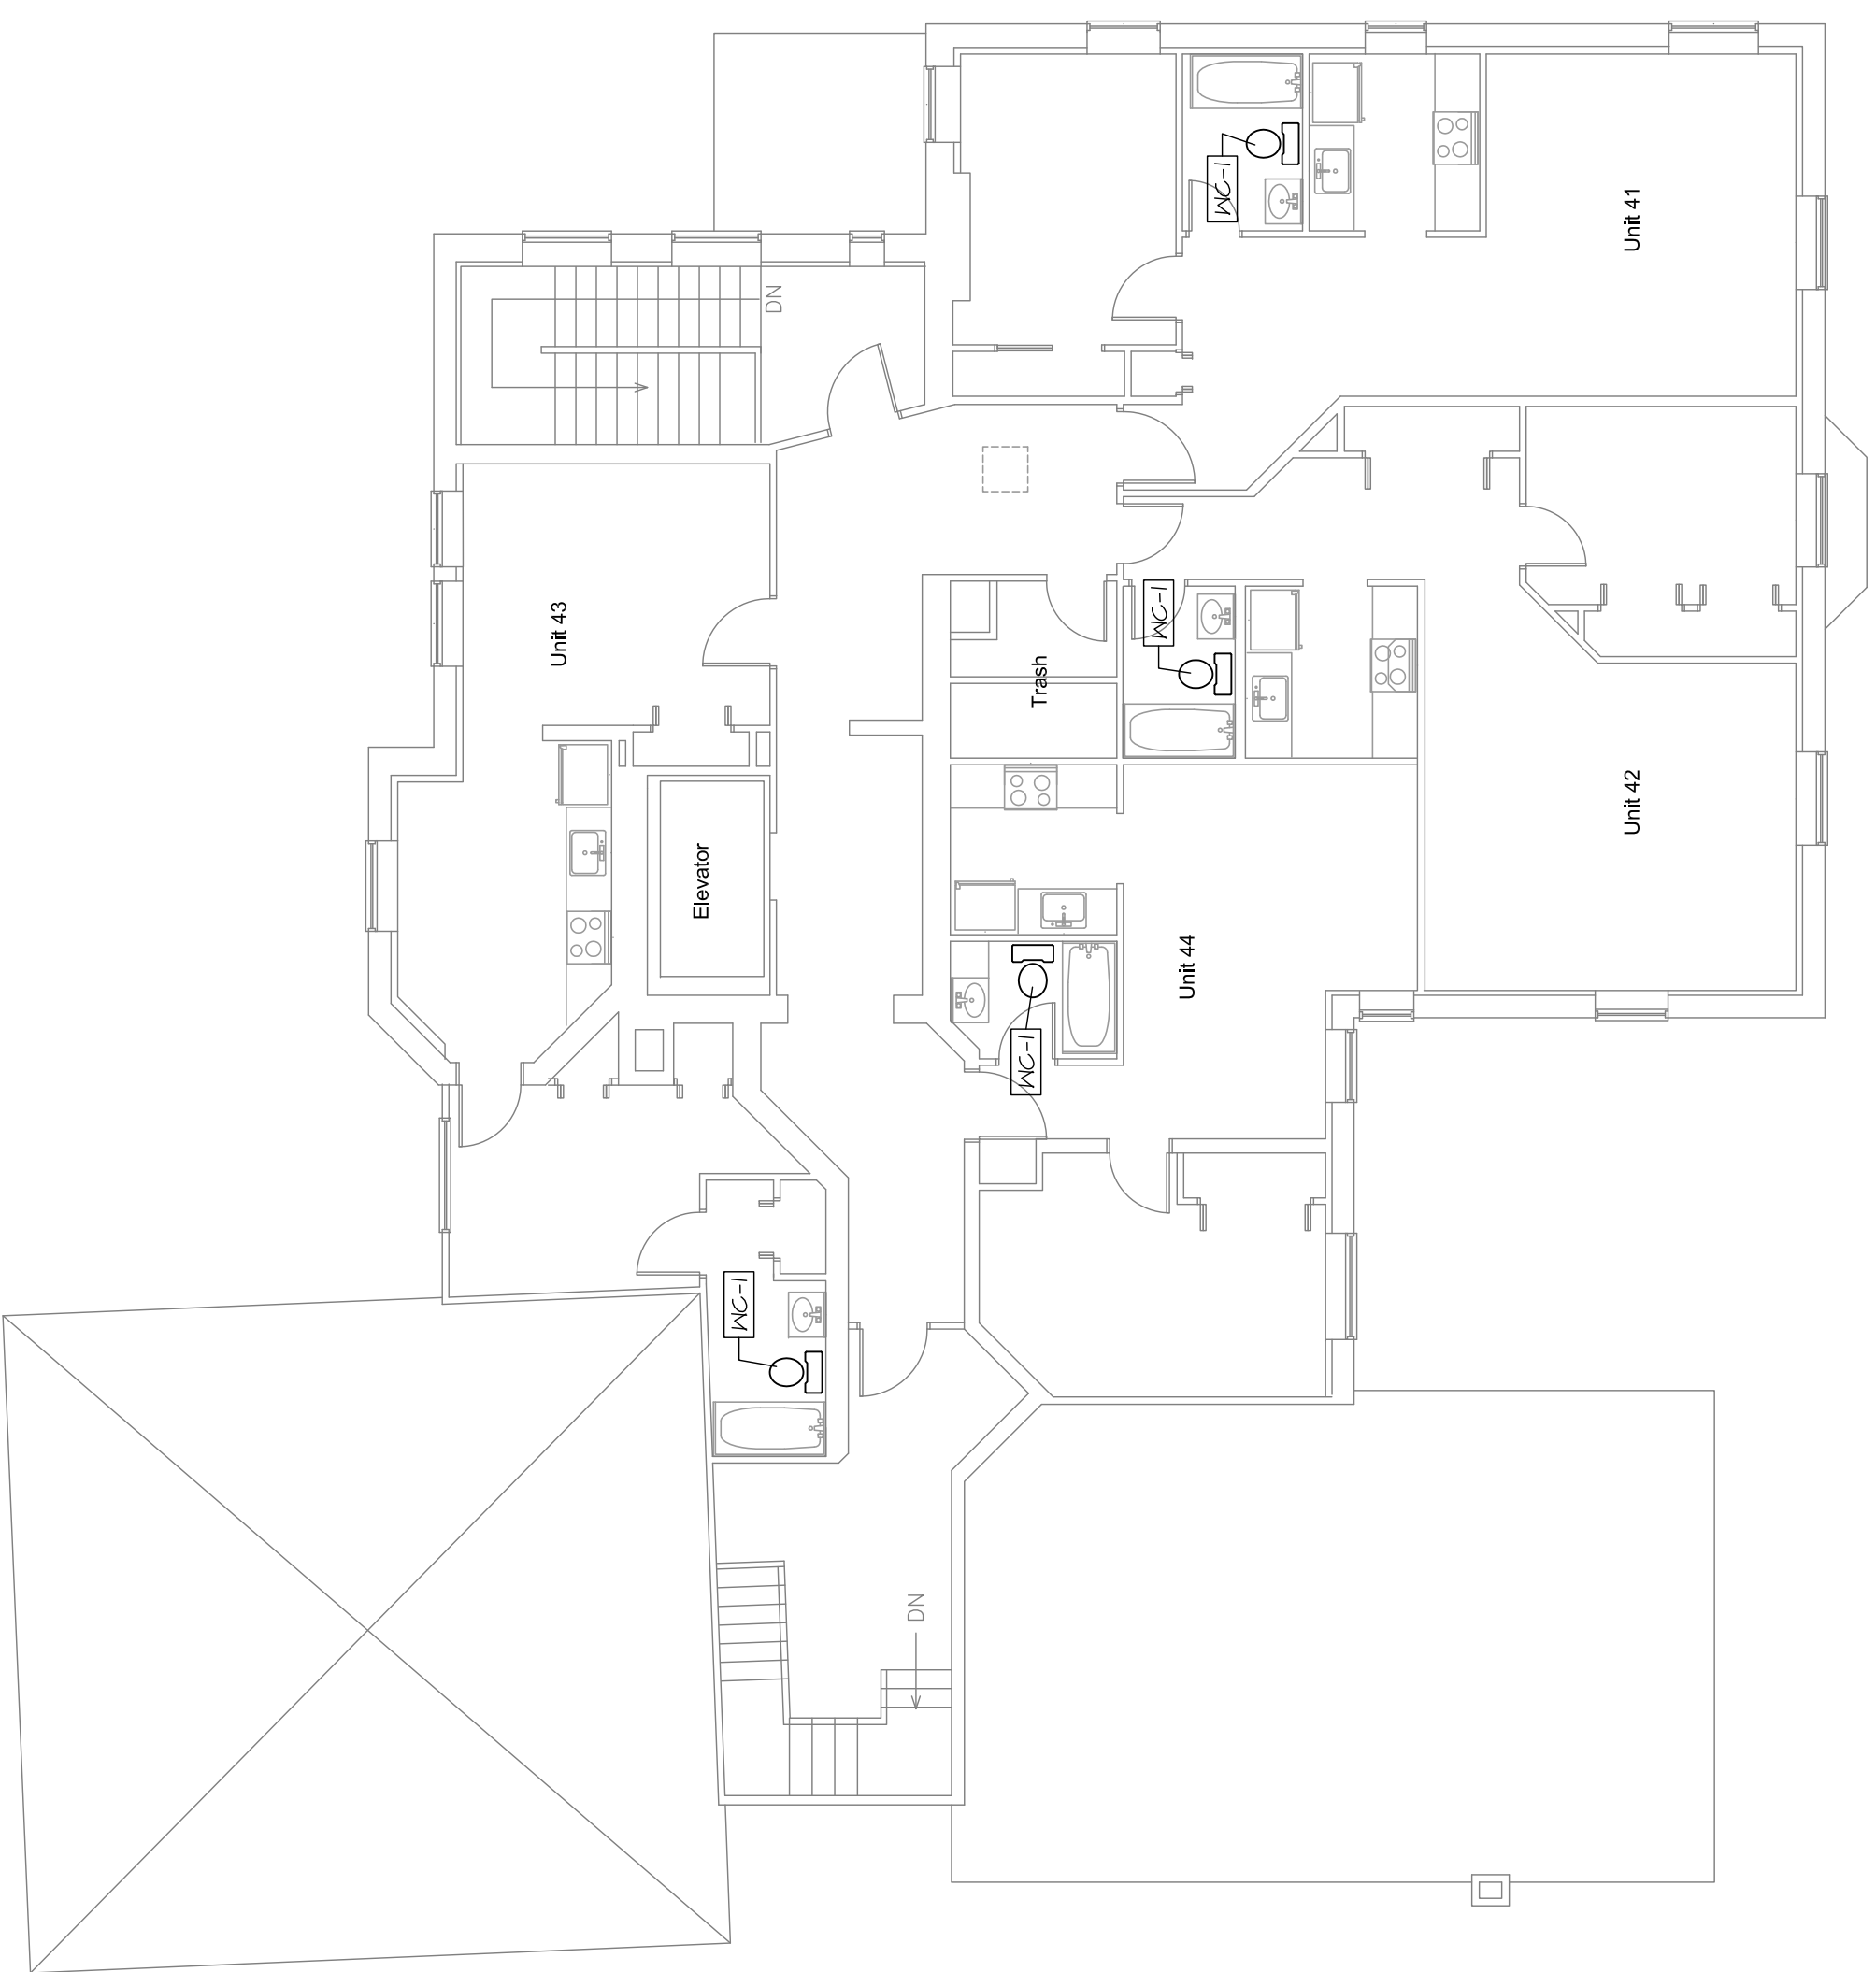 Unit 41
WC-1
DN
Unit 43
WC-1
Trash
Unit 42
Elevator
Unit 44
WC-1
WC-1
DN